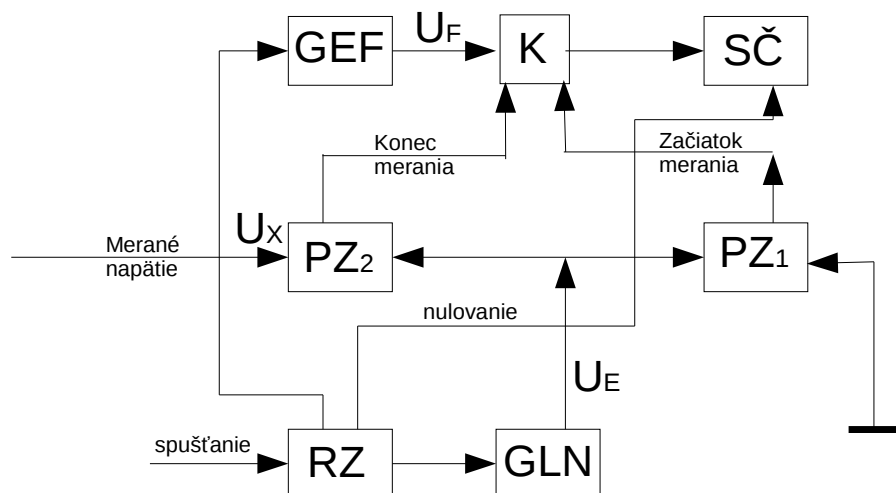 GEF
UF
K
SČ
Konec
merania
Začiatok
merania
Merané
napätie
UX
PZ2
PZ1
nulovanie
UE
spušťanie
RZ
GLN